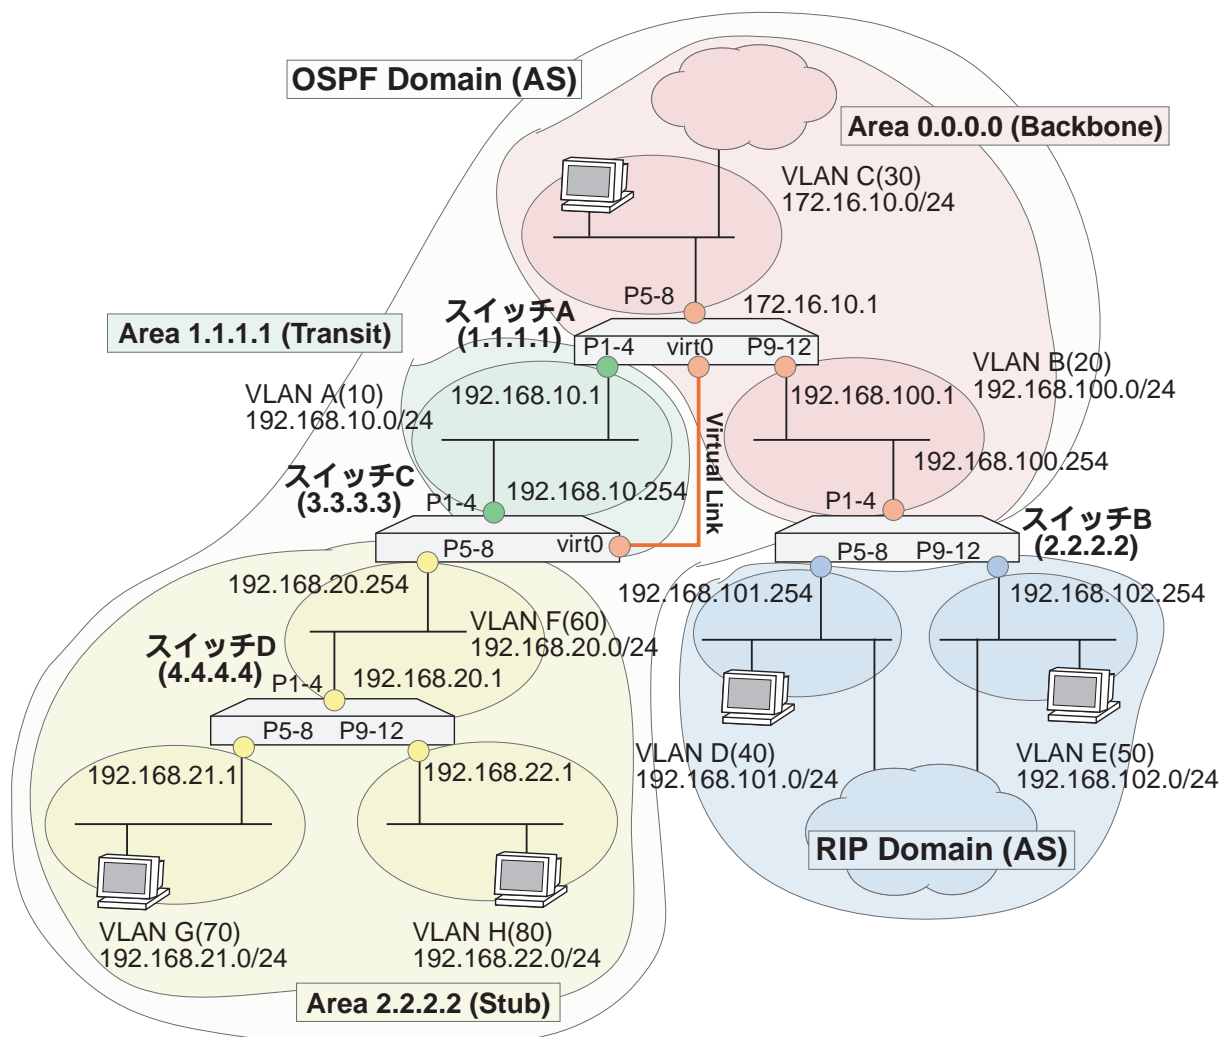 OSPF Domain (AS)
Area 0.0.0.0 (Backbone)
VLAN C(30)
172.16.10.0/24
P5-8
172.16.10.1
スイッチA
(1.1.1.1)
Area 1.1.1.1 (Transit)
P1-4
virt0
P9-12
VLAN B(20)
192.168.100.0/24
VLAN A(10)
192.168.10.0/24
192.168.10.1
192.168.100.1
Virtual Link
192.168.100.254
スイッチC
(3.3.3.3)
P1-4
192.168.10.254
P1-4
スイッチB
(2.2.2.2)
P5-8
virt0
P5-8
P9-12
192.168.20.254
192.168.101.254
192.168.102.254
VLAN F(60)
192.168.20.0/24
スイッチD
(4.4.4.4)
P1-4
192.168.20.1
P5-8
P9-12
192.168.21.1
192.168.22.1
VLAN D(40)
192.168.101.0/24
VLAN E(50)
192.168.102.0/24
RIP Domain (AS)
VLAN G(70)
192.168.21.0/24
VLAN H(80)
192.168.22.0/24
Area 2.2.2.2 (Stub)